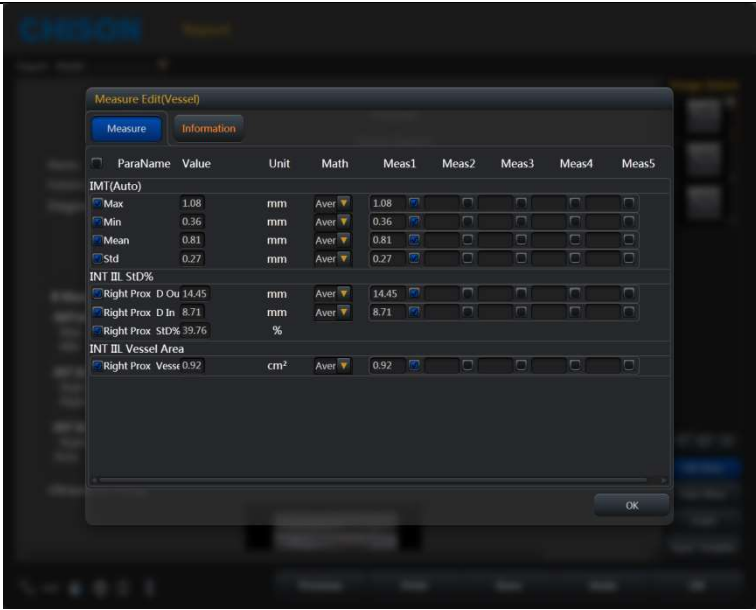 CHISON
Measure Edit(Vessel)
Measure Information
ParaName Value Unit Math Meas1 Meas2 Meas3 Meas4 Meas5
IMT(Auto)
Max 1.08 mm Aver 1.08
Min 0.36 mm Aver 0.36
Mean 0.81 mm Aver 0.81
Std 0.27 mm Aver 0.27
INT IIL StD%
Right Prox D Ou 14.45 mm Aver 14.45
Right Prox D In 8.71 mm Aver 8.71
Right Prox StD% 39.76 %
INT IIL Vessel Area
Right Prox Vesse 0.92 cm² Aver 0.92
OK